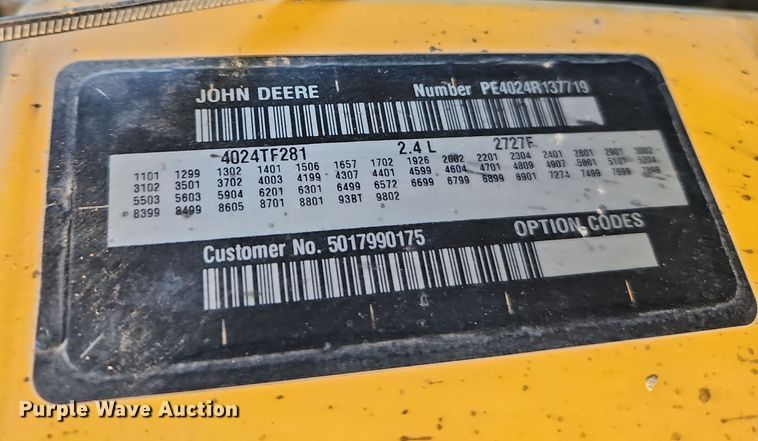 JOHN DEERE Number PE4024R137719
4024TF281 2.4 L 2727F
1101 1299 1302 1401 1506 1657 1702 1926 2002 2201 2304 2401 2801 2901 3002
3102 3501 3702 4003 4199 4307 4401 4599 4604 4701 4809 4907 5001 5101 5204
5503 5603 5904 6201 6301 6499 6572 6699 6799 6899 6901 7274 7499 7699 7899
8399 8499 8605 8701 8801 93BT 9802
Customer No. 5017990175 OPTION CODES
Purple Wave Auction